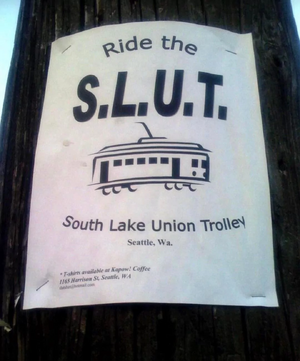 Ride the
S.L.U.T.
South Lake Union Trolley
Seattle, Wa.
* T-shirts available at Kapow! Coffee
1165 Harrison St, Seattle, WA